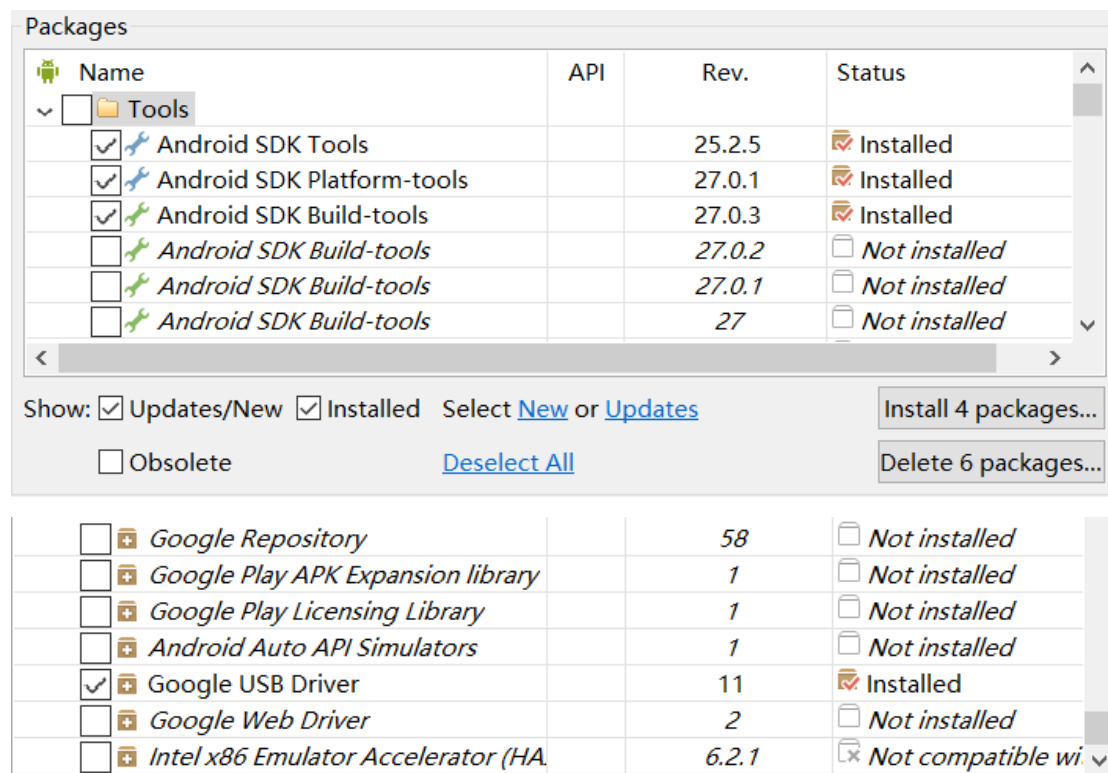 Packages
Name API Rev. Status
Tools
Android SDK Tools 25.2.5 Installed
Android SDK Platform-tools 27.0.1 Installed
Android SDK Build-tools 27.0.3 Installed
Android SDK Build-tools 27.0.2 Not installed
Android SDK Build-tools 27.0.1 Not installed
Android SDK Build-tools 27 Not installed
Show: Updates/New Installed Select New or Updates Install 4 packages...
Obsolete Deselect All Delete 6 packages...
Google Repository 58 Not installed
Google Play APK Expansion library 1 Not installed
Google Play Licensing Library 1 Not installed
Android Auto API Simulators 1 Not installed
Google USB Driver 11 Installed
Google Web Driver 2 Not installed
Intel x86 Emulator Accelerator (HA. 6.2.1 Not compatible wi.